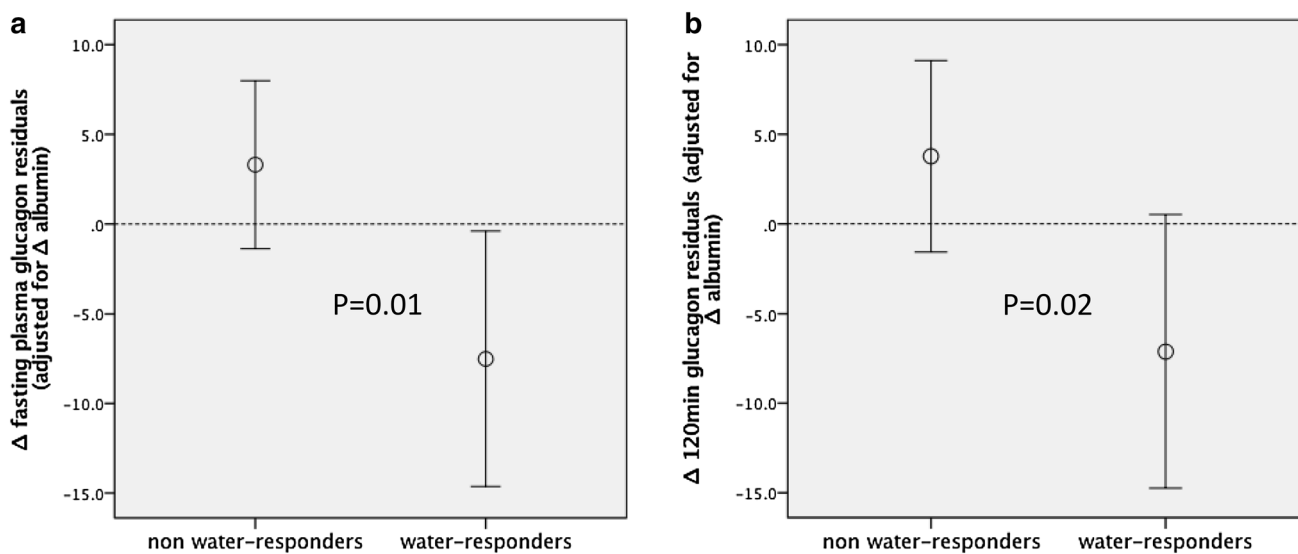 a
Δ fasting plasma glucagon residuals
(adjusted for Δ albumin)
10.0
5.0
.0
-5.0
-10.0
-15.0
P=0.01
non water-responders
water-responders
b
Δ 120min glucagon residuals (adjusted for
Δ albumin)
10.0
5.0
.0
-5.0
-10.0
-15.0
P=0.02
non water-responders
water-responders